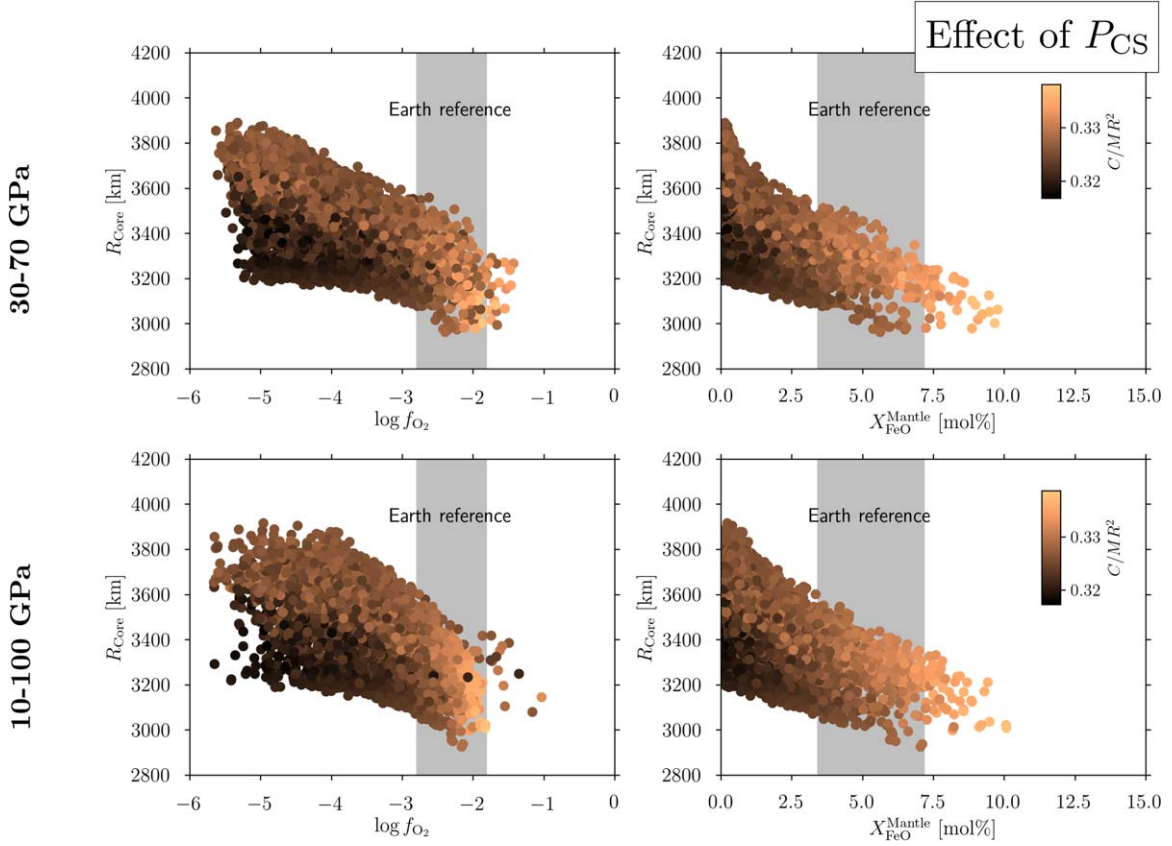 Effect of P_CS
30-70 GPa
4200
4000
3800
3600
3400
3200
3000
2800
R_Core [km]
Earth reference
−6 −5 −4 −3 −2 −1 0
log f_O₂
4200
4000
3800
3600
3400
3200
3000
2800
R_Core [km]
Earth reference
0.33
0.32
C/MR²
0.0 2.5 5.0 7.5 10.0 12.5 15.0
X_FeO^Mantle [mol%]
10-100 GPa
4200
4000
3800
3600
3400
3200
3000
2800
R_Core [km]
Earth reference
−6 −5 −4 −3 −2 −1 0
log f_O₂
4200
4000
3800
3600
3400
3200
3000
2800
R_Core [km]
Earth reference
0.33
0.32
C/MR²
0.0 2.5 5.0 7.5 10.0 12.5 15.0
X_FeO^Mantle [mol%]